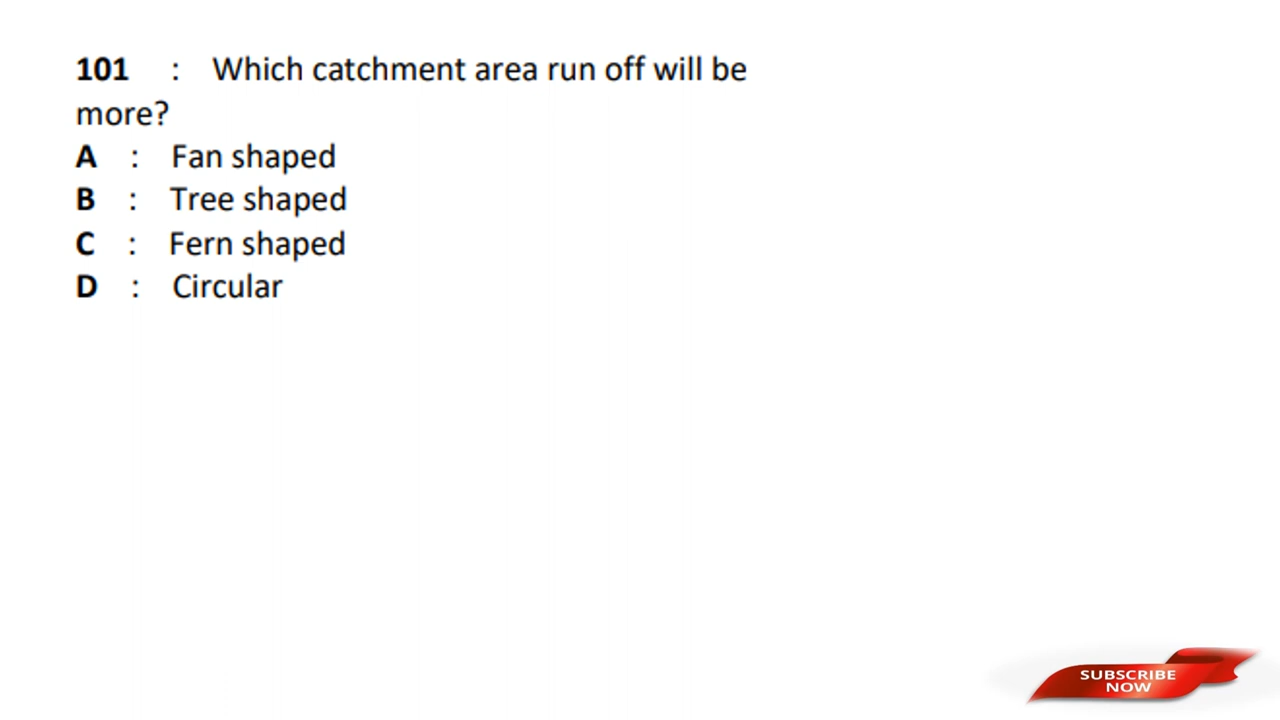 101 : Which catchment area run off will be
more?
A : Fan shaped
B : Tree shaped
C : Fern shaped
D : Circular
SUBSCRIBE
NOW